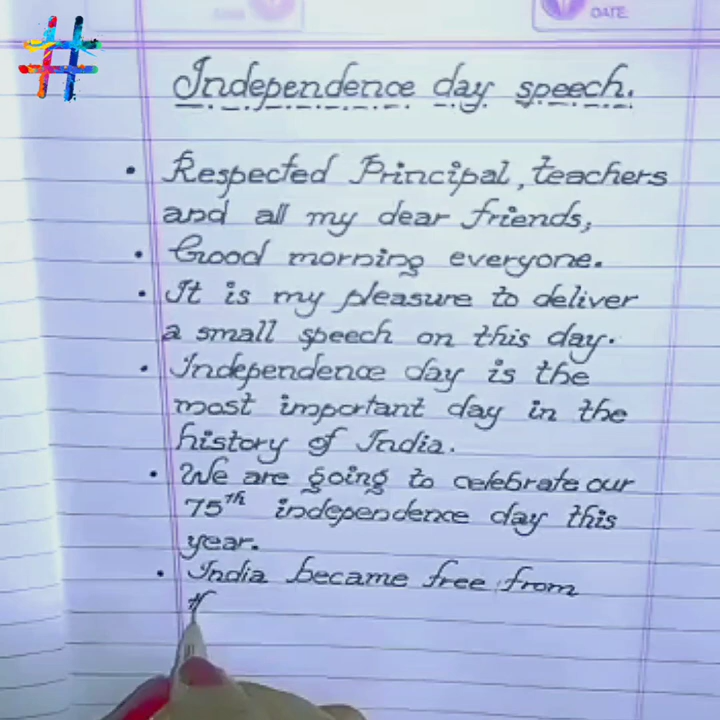 DATE
Independence day speech.
• Respected Principal, teachers
and all my dear friends,
• Good morning everyone.
• It is my pleasure to deliver
a small speech on this day.
• Independence day is the
most important day in the
history of India.
• We are going to celebrate our
75th independence day this
year.
• India became free from